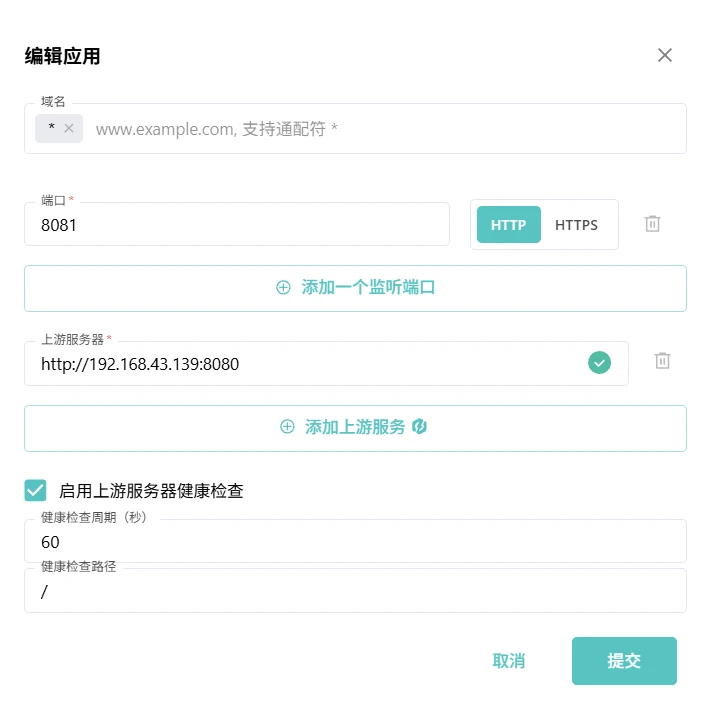 编辑应用
域名
* www.example.com, 支持通配符 *
端口 *
8081
HTTP HTTPS
添加一个监听端口
上游服务器 *
http://192.168.43.139:8080
添加上游服务
启用上游服务器健康检查
健康检查周期（秒）
60
健康检查路径
/
取消 提交